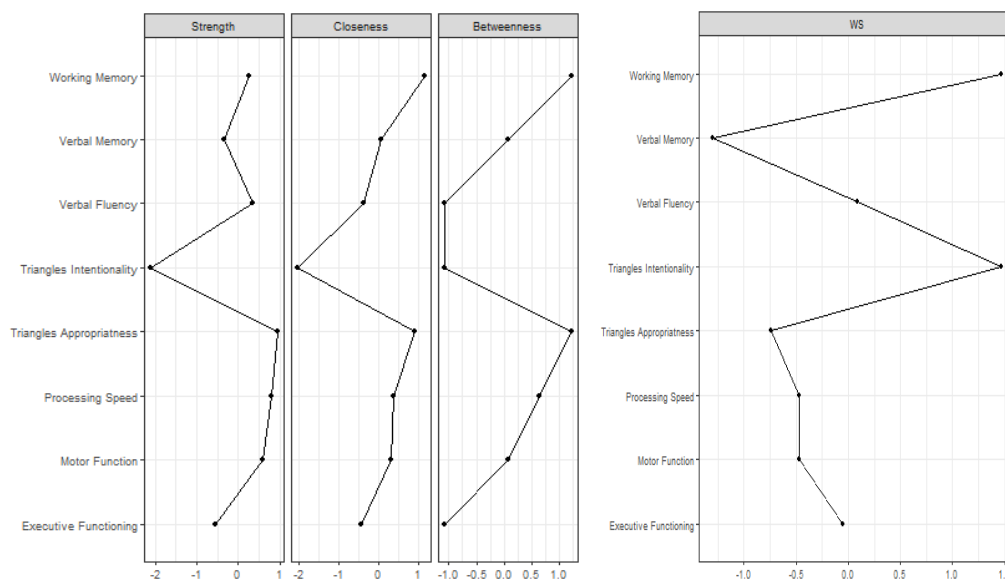 Strength Closeness Betweenness
Working Memory
Verbal Memory
Verbal Fluency
Triangles Intentionality
Triangles Appropriatness
Processing Speed
Motor Function
Executive Functioning
-2 -1 0 1 -2 -1 0 1 -1.0 0.0 0.5 1.0
WS
Working Memory
Verbal Memory
Verbal Fluency
Triangles Intentionality
Triangles Appropriatness
Processing Speed
Motor Function
Executive Functioning
-1.0 -0.5 0.0 0.5 1.0